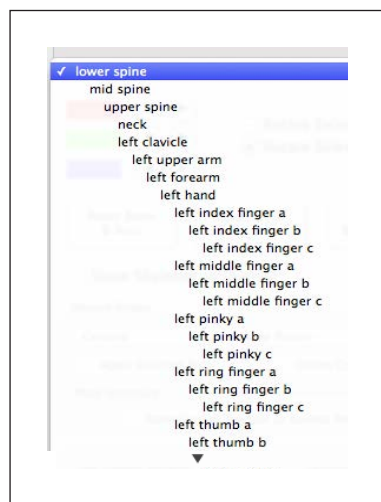 ✓ lower spine
mid spine
upper spine
neck
left clavicle
left upper arm
left forearm
left hand
left index finger a
left index finger b
left index finger c
left middle finger a
left middle finger b
left middle finger c
left pinky a
left pinky b
left pinky c
left ring finger a
left ring finger b
left ring finger c
left thumb a
left thumb b